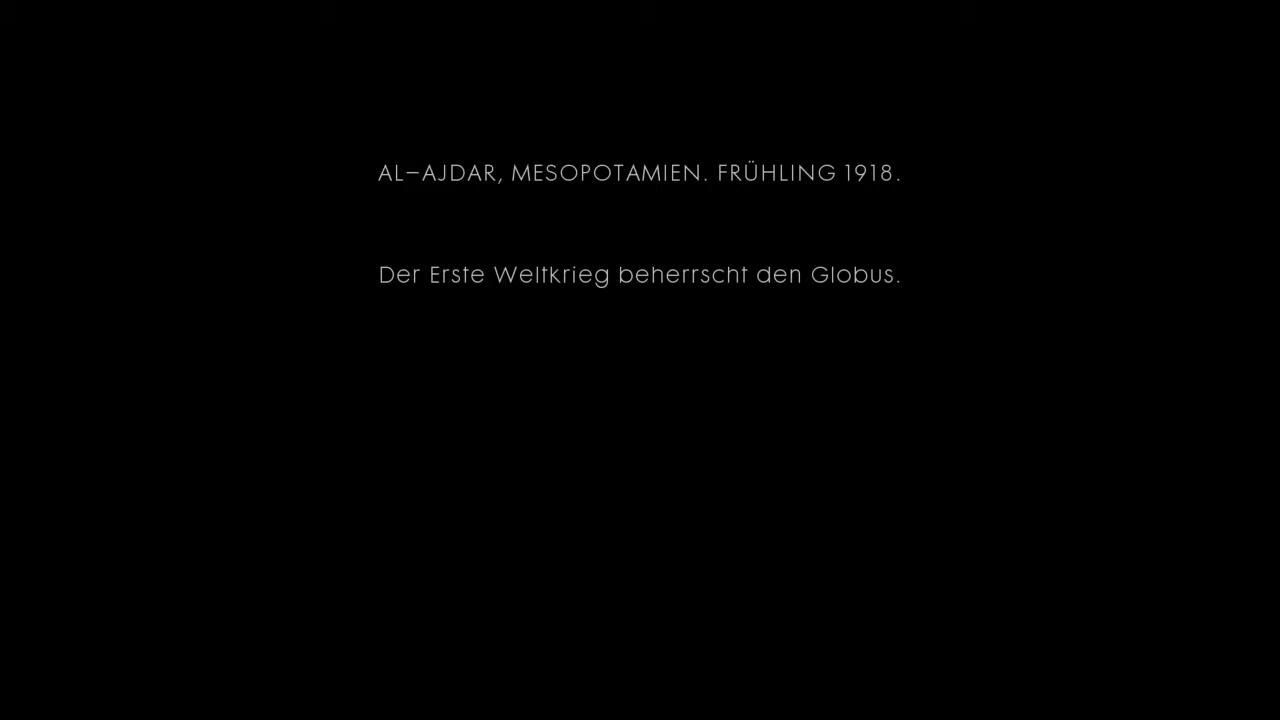 AL–AJDAR, MESOPOTAMIEN. FRÜHLING 1918.
Der Erste Weltkrieg beherrscht den Globus.